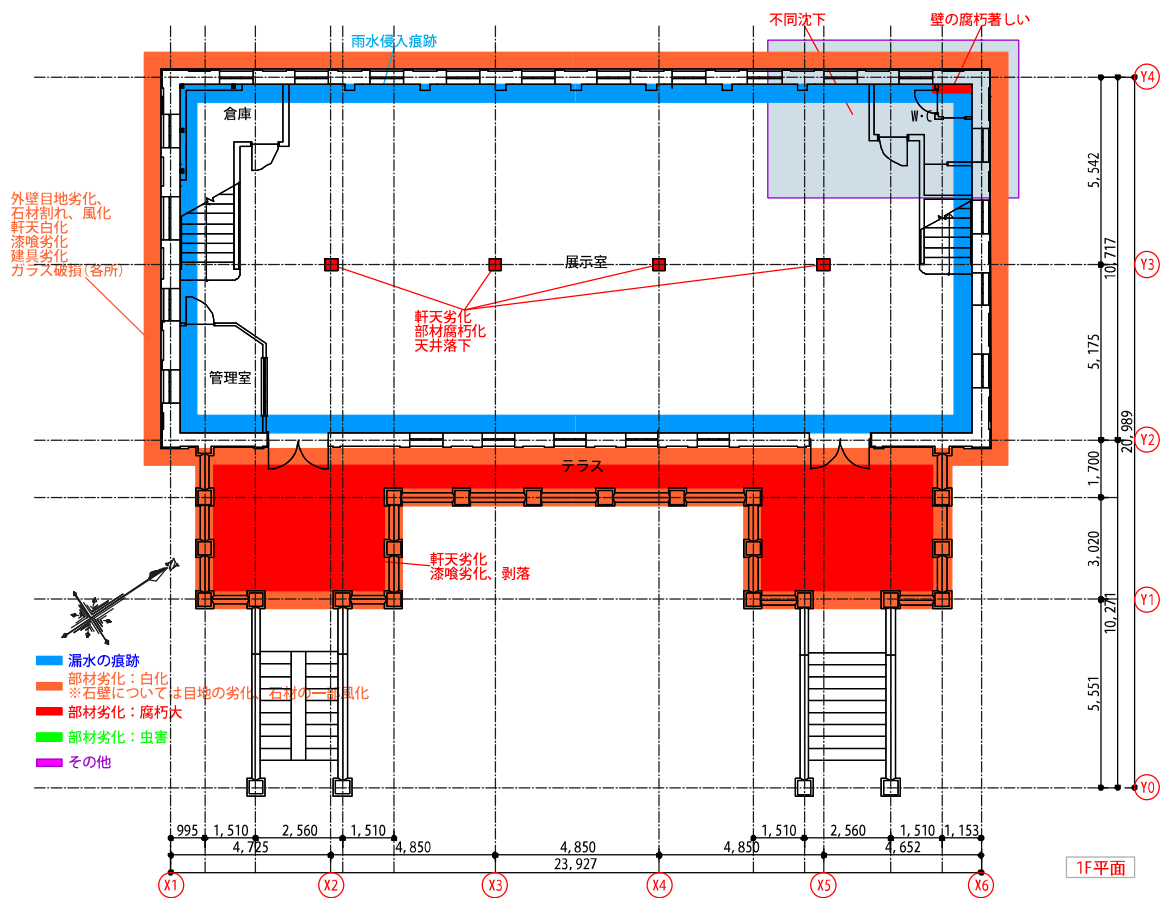 不同沈下
壁の腐朽著しい
雨水侵入痕跡
Y4
倉庫
W・C
5,542
外壁目地劣化、
石材割れ、風化
軒天白化
漆喰劣化
建具劣化
ガラス破損(各所)
展示室
10,717
Y3
軒天劣化
部材腐朽化
天井落下
5,175
管理室
20,989
Y2
テラス
1,700
3,020
軒天劣化
漆喰劣化、剥落
10,271
Y1
漏水の痕跡
部材劣化:白化
※石壁については目地の劣化、石材の一部風化
部材劣化:腐朽大
部材劣化:虫害
その他
5,551
Y0
995 1,510 2,560 1,510 1,510 2,560 1,510 1,153
4,725 4,850 4,850 4,850 4,652
23,927
X1 X2 X3 X4 X5 X6
1F平面